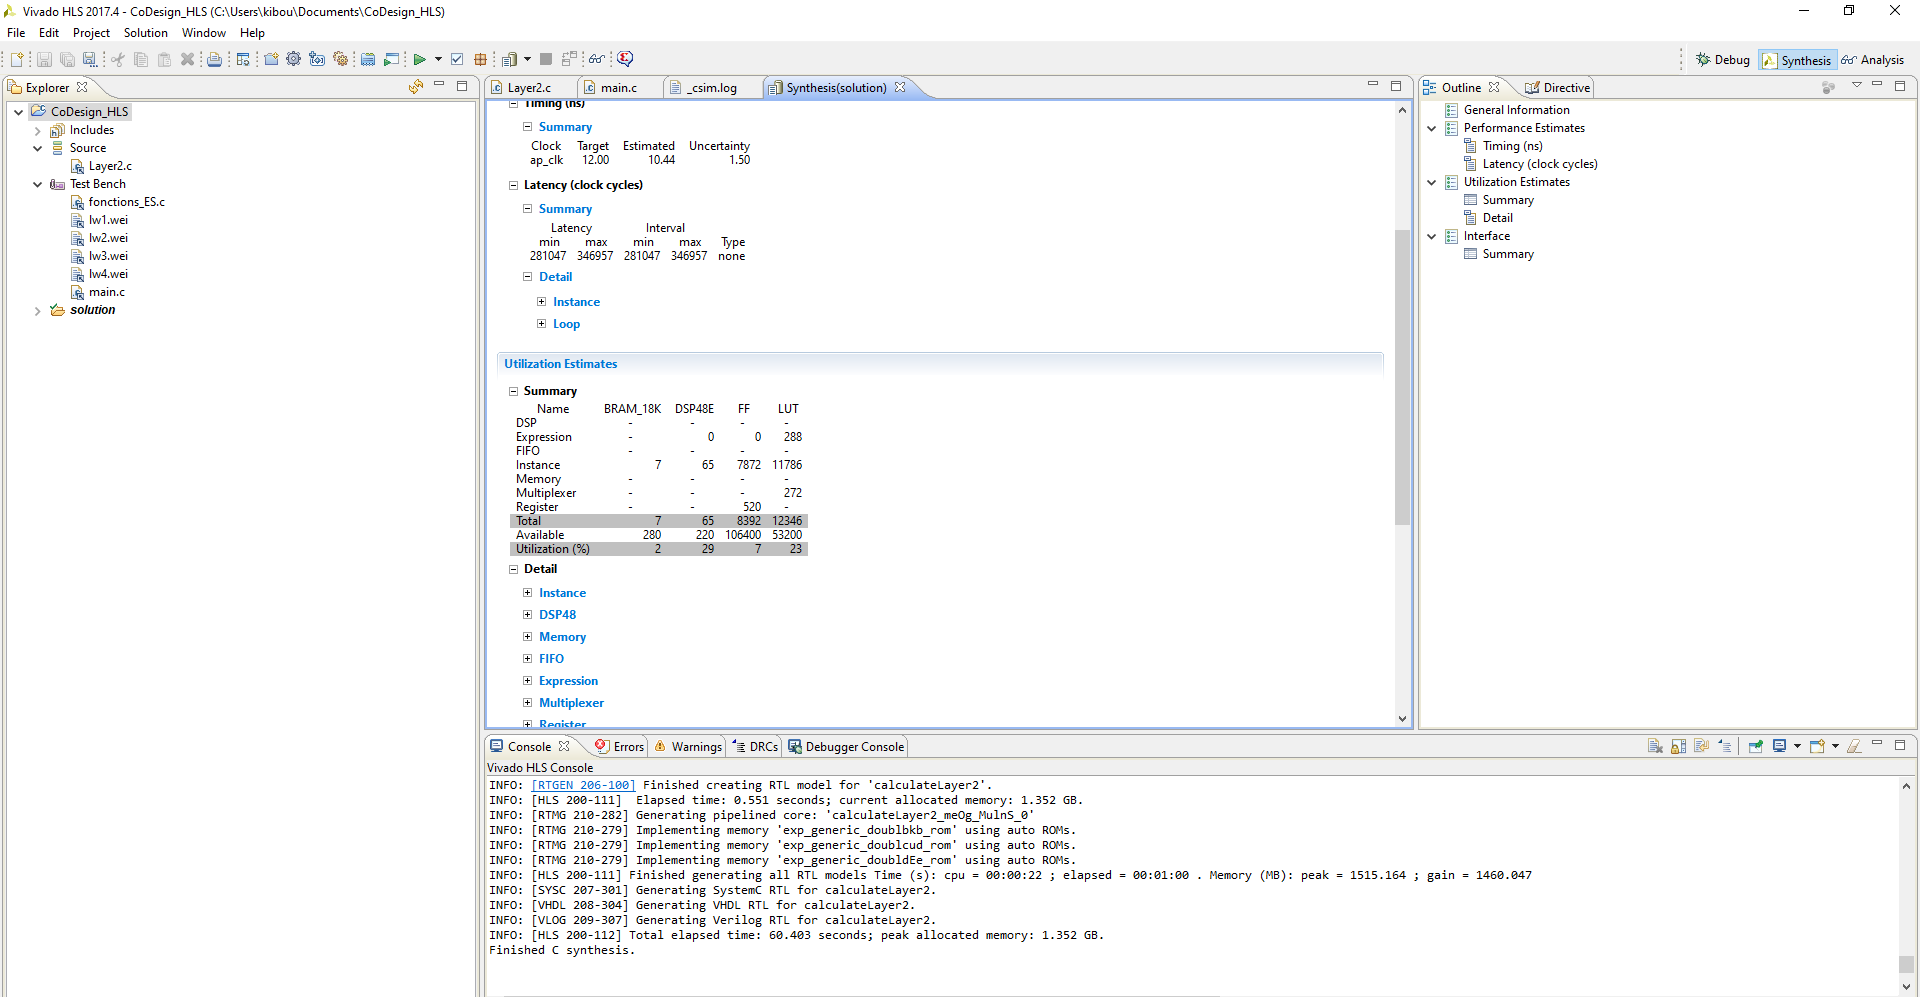 Vivado HLS 2017.4 - CoDesign_HLS (C:\Users\kibou\Documents\CoDesign_HLS)
File Edit Project Solution Window Help
Debug Synthesis Analysis
Explorer
CoDesign_HLS
Includes
Source
Layer2.c
Test Bench
fonctions_ES.c
lw1.wei
lw2.wei
lw3.wei
lw4.wei
main.c
solution
Layer2.c main.c _csim.log Synthesis(solution)
Timing (ns)
Summary
Clock Target Estimated Uncertainty
ap_clk 12.00 10.44 1.50
Latency (clock cycles)
Summary
Latency Interval
min max min max Type
281047 346957 281047 346957 none
Detail
Instance
Loop
Utilization Estimates
Summary
Name BRAM_18K DSP48E FF LUT
DSP - - - -
Expression - 0 0 288
FIFO - - - -
Instance 7 65 7872 11786
Memory - - - -
Multiplexer - - - 272
Register - - 520 -
Total 7 65 8392 12346
Available 280 220 106400 53200
Utilization (%) 2 29 7 23
Detail
Instance
DSP48
Memory
FIFO
Expression
Multiplexer
Register
Outline Directive
General Information
Performance Estimates
Timing (ns)
Latency (clock cycles)
Utilization Estimates
Summary
Detail
Interface
Summary
Console Errors Warnings DRCs Debugger Console
Vivado HLS Console
INFO: [RTGEN 206-100] Finished creating RTL model for 'calculateLayer2'.
INFO: [HLS 200-111]  Elapsed time: 0.551 seconds; current allocated memory: 1.352 GB.
INFO: [RTMG 210-282] Generating pipelined core: 'calculateLayer2_meOg_MulnS_0'
INFO: [RTMG 210-279] Implementing memory 'exp_generic_doublbkb_rom' using auto ROMs.
INFO: [RTMG 210-279] Implementing memory 'exp_generic_doublcud_rom' using auto ROMs.
INFO: [RTMG 210-279] Implementing memory 'exp_generic_doubldEe_rom' using auto ROMs.
INFO: [HLS 200-111] Finished generating all RTL models Time (s): cpu = 00:00:22 ; elapsed = 00:01:00 . Memory (MB): peak = 1515.164 ; gain = 1460.047
INFO: [SYSC 207-301] Generating SystemC RTL for calculateLayer2.
INFO: [VHDL 208-304] Generating VHDL RTL for calculateLayer2.
INFO: [VLOG 209-307] Generating Verilog RTL for calculateLayer2.
INFO: [HLS 200-112] Total elapsed time: 60.403 seconds; peak allocated memory: 1.352 GB.
Finished C synthesis.